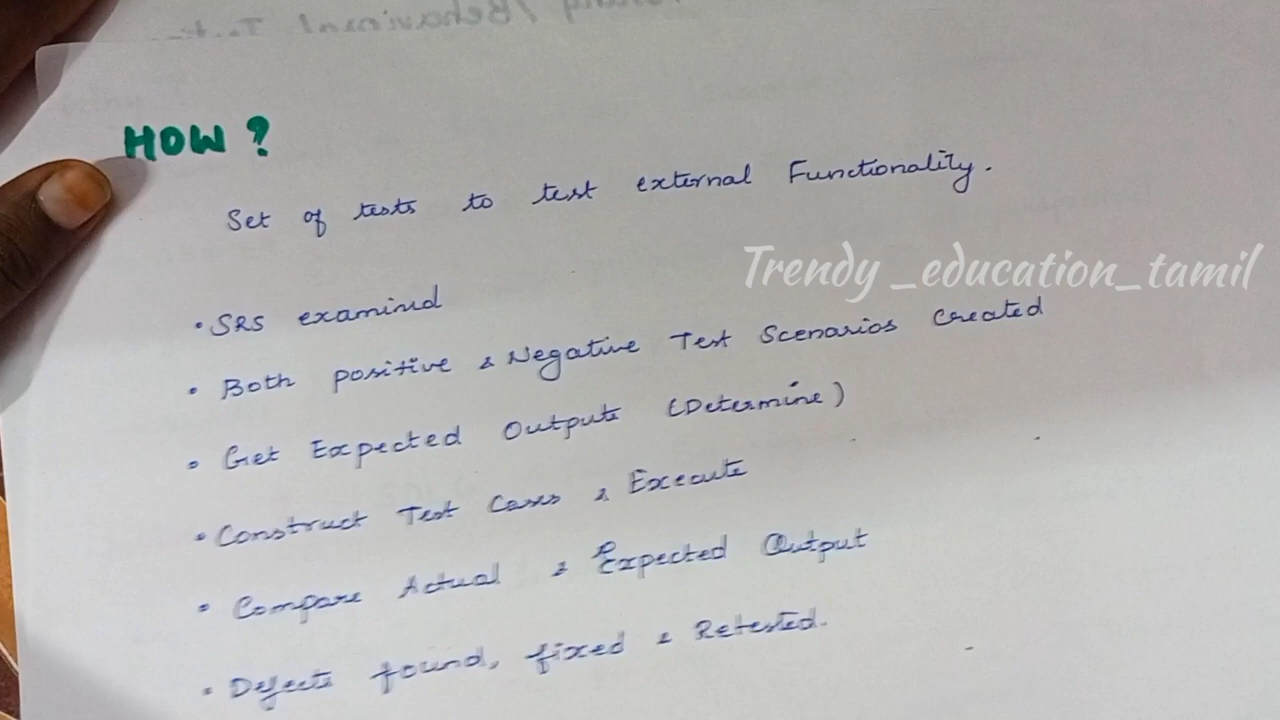 HOW ?
Set of tests to test external Functionality.
Trendy_education_tamil
• SRS examined
• Both positive & Negative Test Scenarios created
• Get Expected Outputs (Determine)
• Construct Test Cases & Execute
• Compare Actual & Expected Output
• Defects found, fixed & Retested.